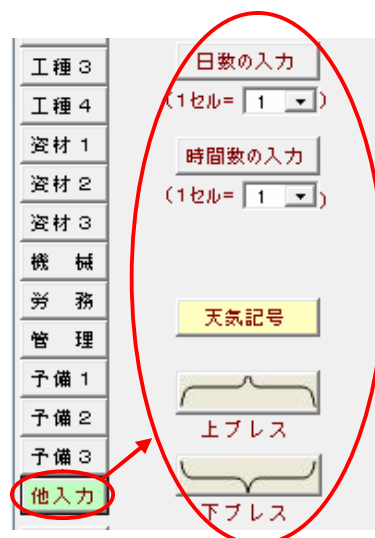 工種３
工種４
資材１
資材２
資材３
機　械
労　務
管　理
予備１
予備２
予備３
他入力
日数の入力
(1セル= 1 )
時間数の入力
(1セル= 1 )
天気記号
上ブレス
下ブレス